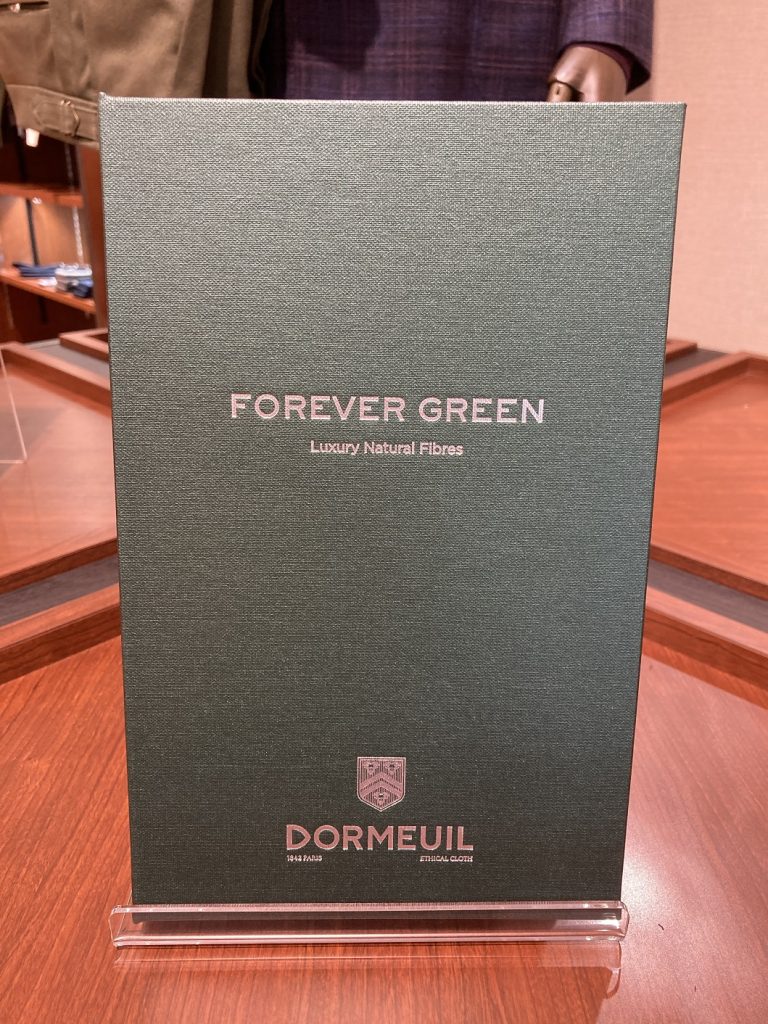 FOREVER GREEN
Luxury Natural Fibres
DORMEUIL
1842 PARIS ETHICAL CLOTH